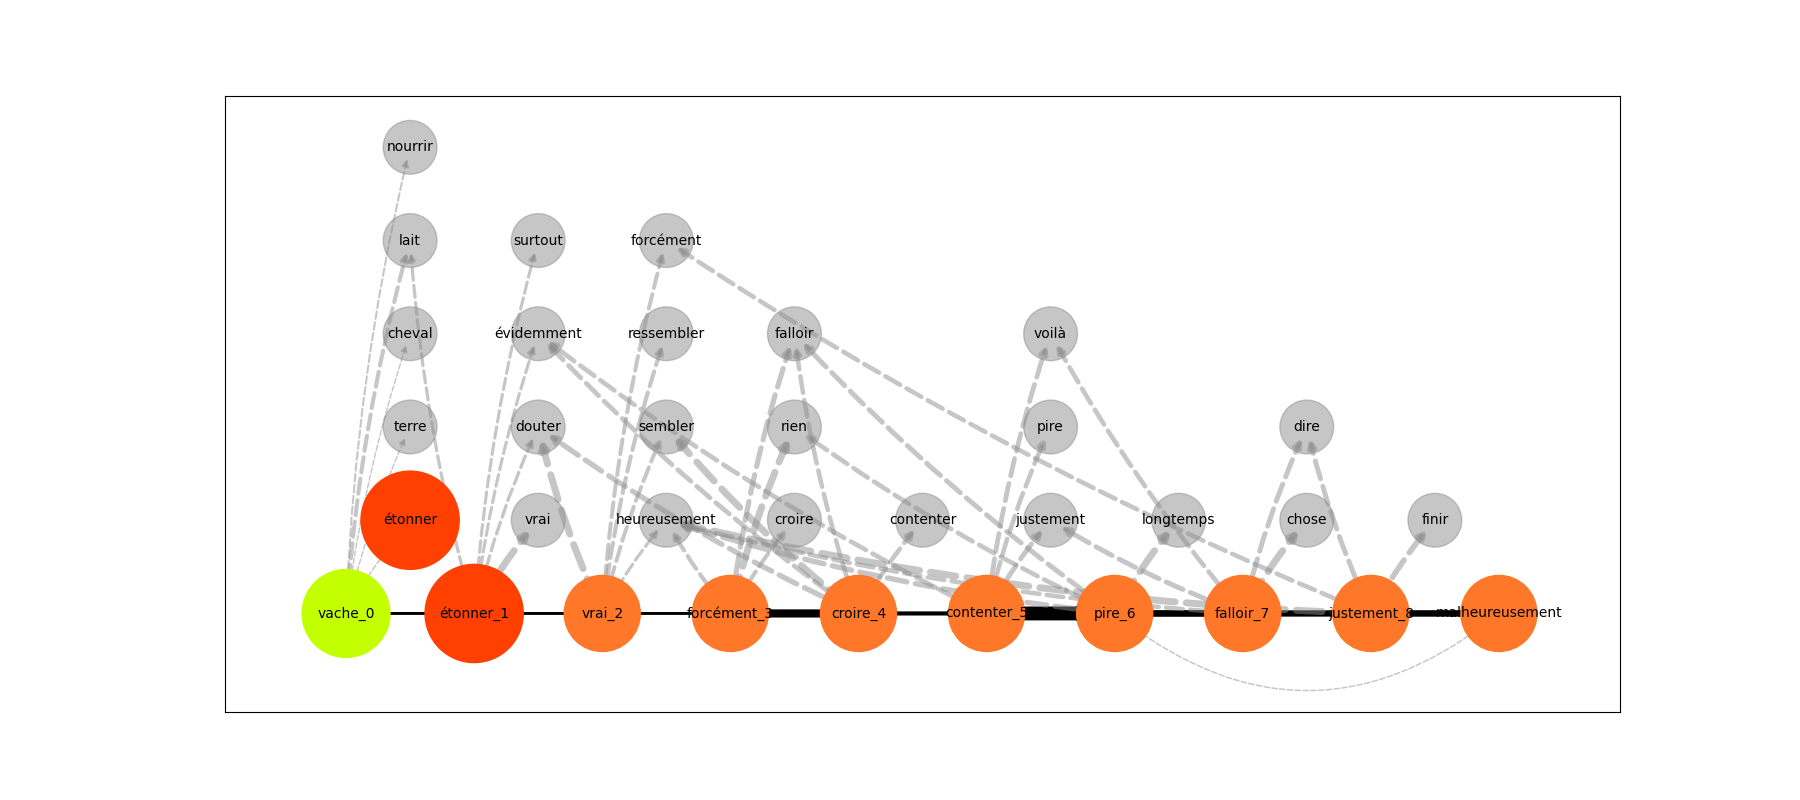 nourrir
lait surtout forcément
cheval évidemment ressembler falloir voilà
terre douter sembler rien pire dire
étonner vrai heureusement croire contenter justement longtemps chose finir
vache_0 étonner_1 vrai_2 forcément_3 croire_4 contenter_5 pire_6 falloir_7 justement_8 malheureusement